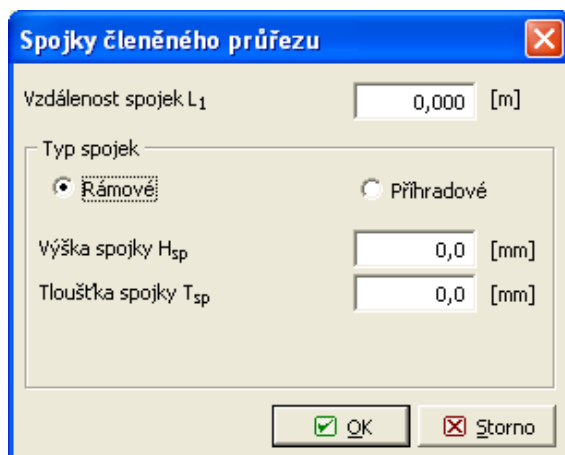 Spojky členěného průřezu
Vzdálenost spojek L1 0,000 [m]
Typ spojek
Rámové Příhradové
Výška spojky Hsp 0,0 [mm]
Tloušťka spojky Tsp 0,0 [mm]
OK Storno